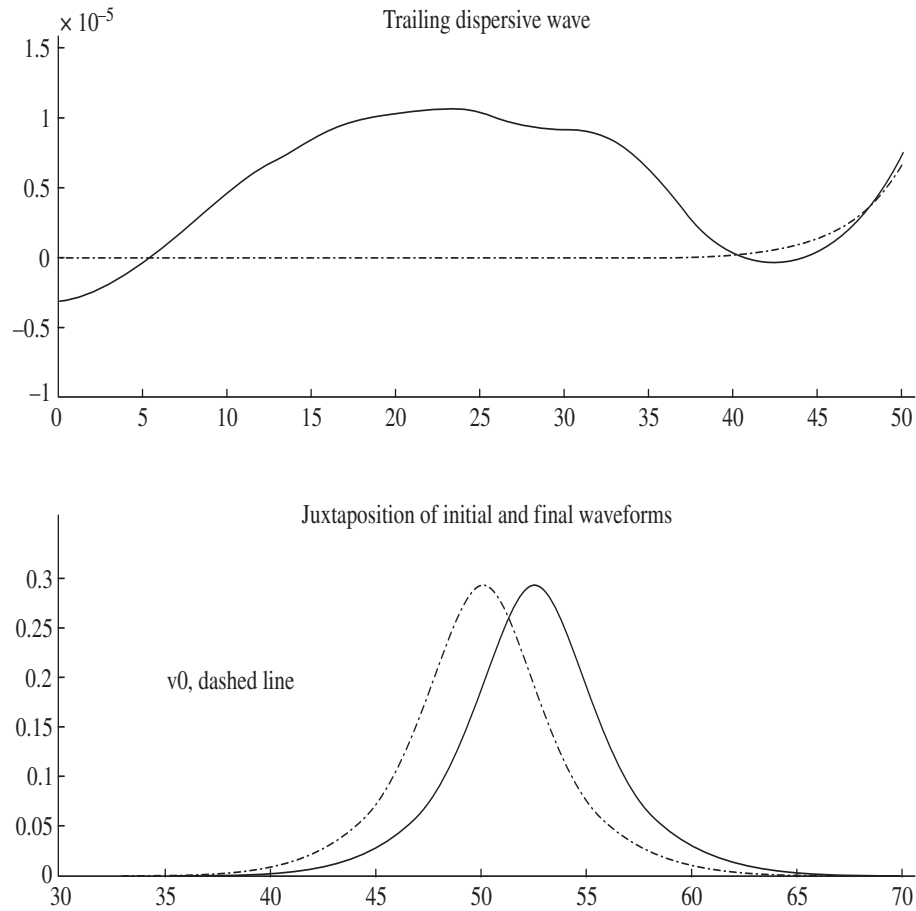 Trailing dispersive wave
× 10⁻⁵
1.5
1
0.5
0
–0.5
–1
0 5 10 15 20 25 30 35 40 45 50
Juxtaposition of initial and final waveforms
0.3
0.25
0.2
v0, dashed line
0.15
0.1
0.05
0
30 35 40 45 50 55 60 65 70